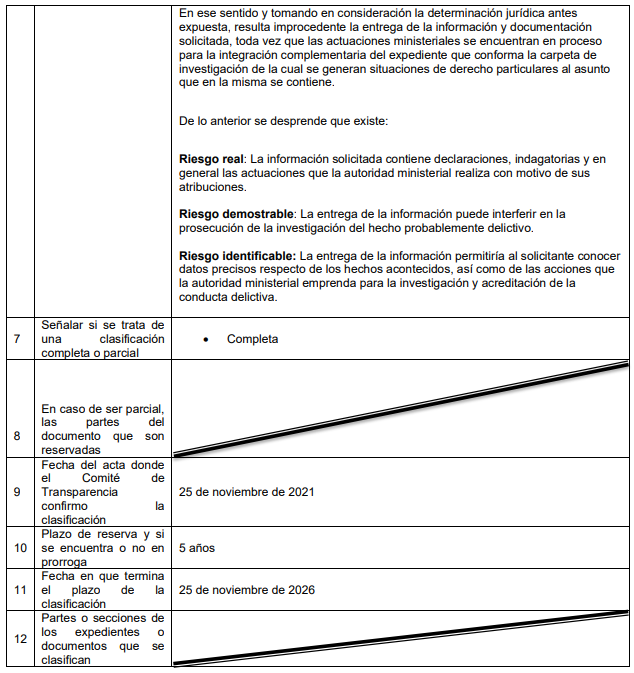 En ese sentido y tomando en consideración la determinación jurídica antes
expuesta, resulta improcedente la entrega de la información y documentación
solicitada, toda vez que las actuaciones ministeriales se encuentran en proceso
para la integración complementaria del expediente que conforma la carpeta de
investigación de la cual se generan situaciones de derecho particulares al asunto
que en la misma se contiene.
De lo anterior se desprende que existe:
Riesgo real: La información solicitada contiene declaraciones, indagatorias y en
general las actuaciones que la autoridad ministerial realiza con motivo de sus
atribuciones.
Riesgo demostrable: La entrega de la información puede interferir en la
prosecución de la investigación del hecho probablemente delictivo.
Riesgo identificable: La entrega de la información permitiría al solicitante conocer
datos precisos respecto de los hechos acontecidos, así como de las acciones que
la autoridad ministerial emprenda para la investigación y acreditación de la
conducta delictiva.
7
Señalar si se trata de
una clasificación
completa o parcial
• Completa
8
En caso de ser parcial,
las partes del
documento que son
reservadas
9
Fecha del acta donde
el Comité de
Transparencia
confirmo la
clasificación
25 de noviembre de 2021
10
Plazo de reserva y si
se encuentra o no en
prorroga
5 años
11
Fecha en que termina
el plazo de la
clasificación
25 de noviembre de 2026
12
Partes o secciones de
los expedientes o
documentos que se
clasifican